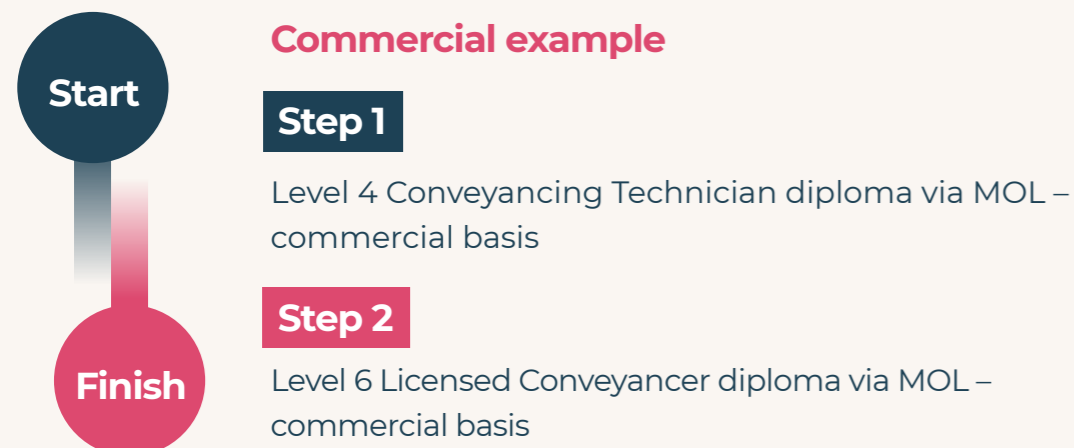 Start
Commercial example
Step 1
Level 4 Conveyancing Technician diploma via MOL –
commercial basis
Step 2
Finish
Level 6 Licensed Conveyancer diploma via MOL –
commercial basis